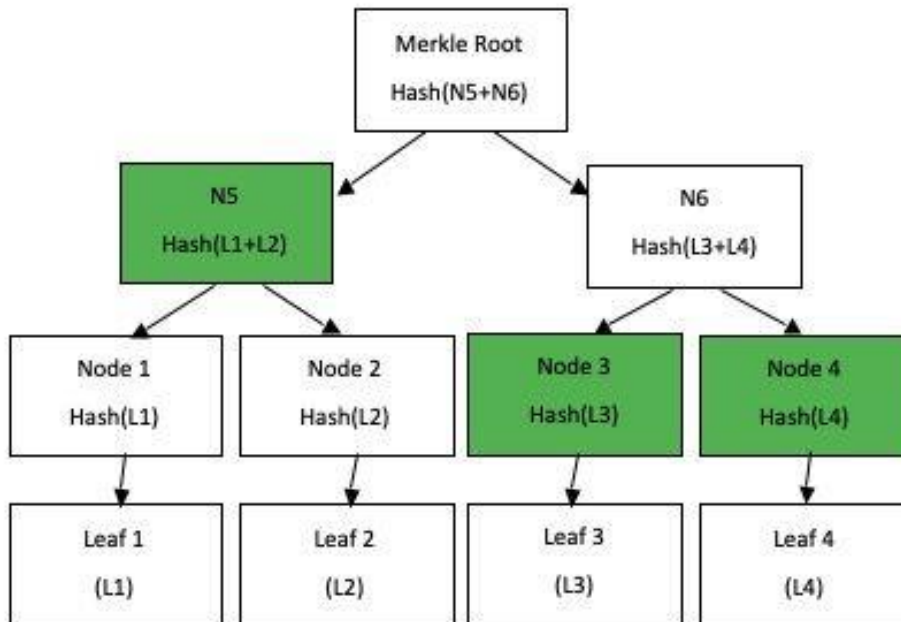 Merkle Root
Hash(N5+N6)
N5
Hash(L1+L2)
N6
Hash(L3+L4)
Node 1
Hash(L1)
Node 2
Hash(L2)
Node 3
Hash(L3)
Node 4
Hash(L4)
Leaf 1
(L1)
Leaf 2
(L2)
Leaf 3
(L3)
Leaf 4
(L4)